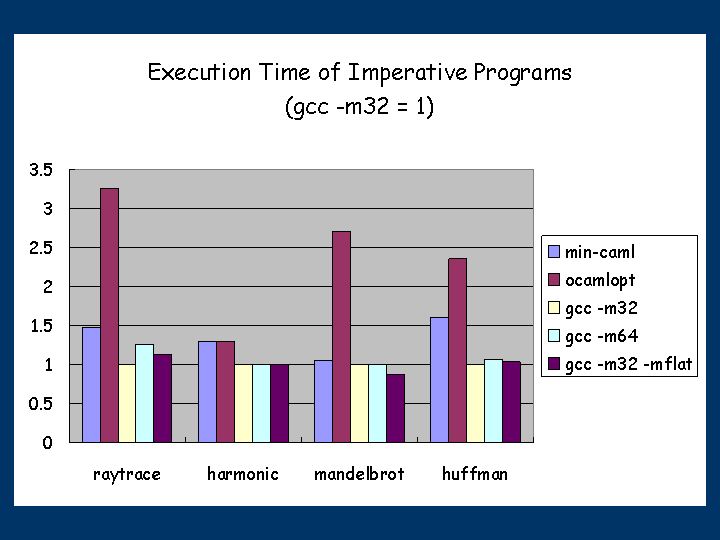 Execution Time of Imperative Programs
(gcc -m32 = 1)
3.5
3
2.5
2
1.5
1
0.5
0
raytrace harmonic mandelbrot huffman
min-caml
ocamlopt
gcc -m32
gcc -m64
gcc -m32 -mflat